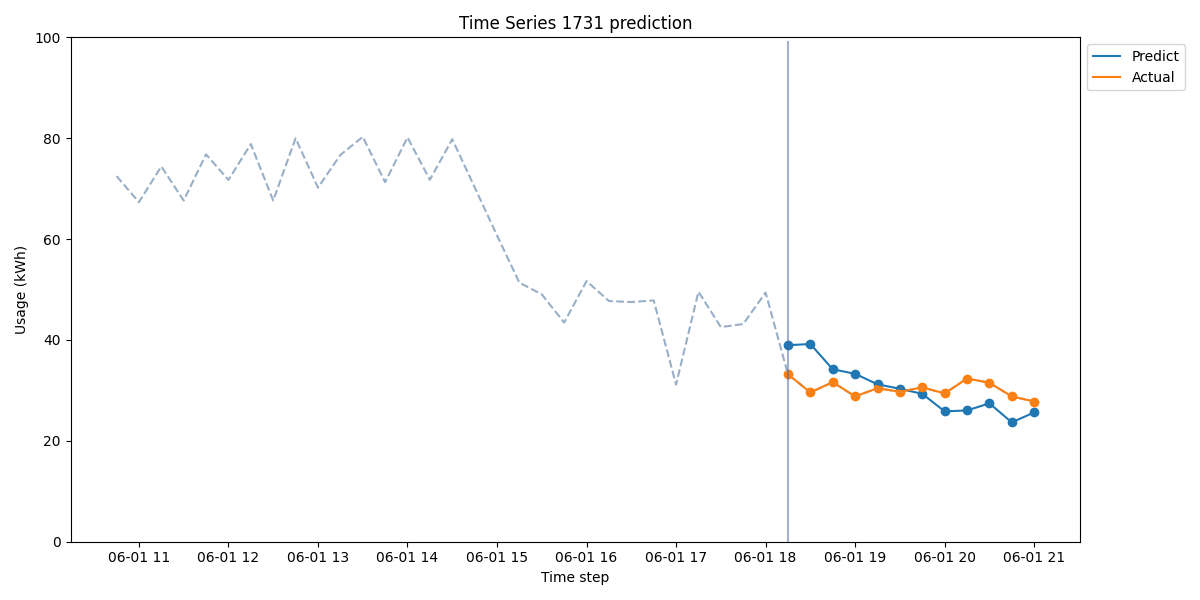 Time Series 1731 prediction
Predict
Actual
Usage (kWh)
100
80
60
40
20
0
06-01 11 06-01 12 06-01 13 06-01 14 06-01 15 06-01 16 06-01 17 06-01 18 06-01 19 06-01 20 06-01 21
Time step